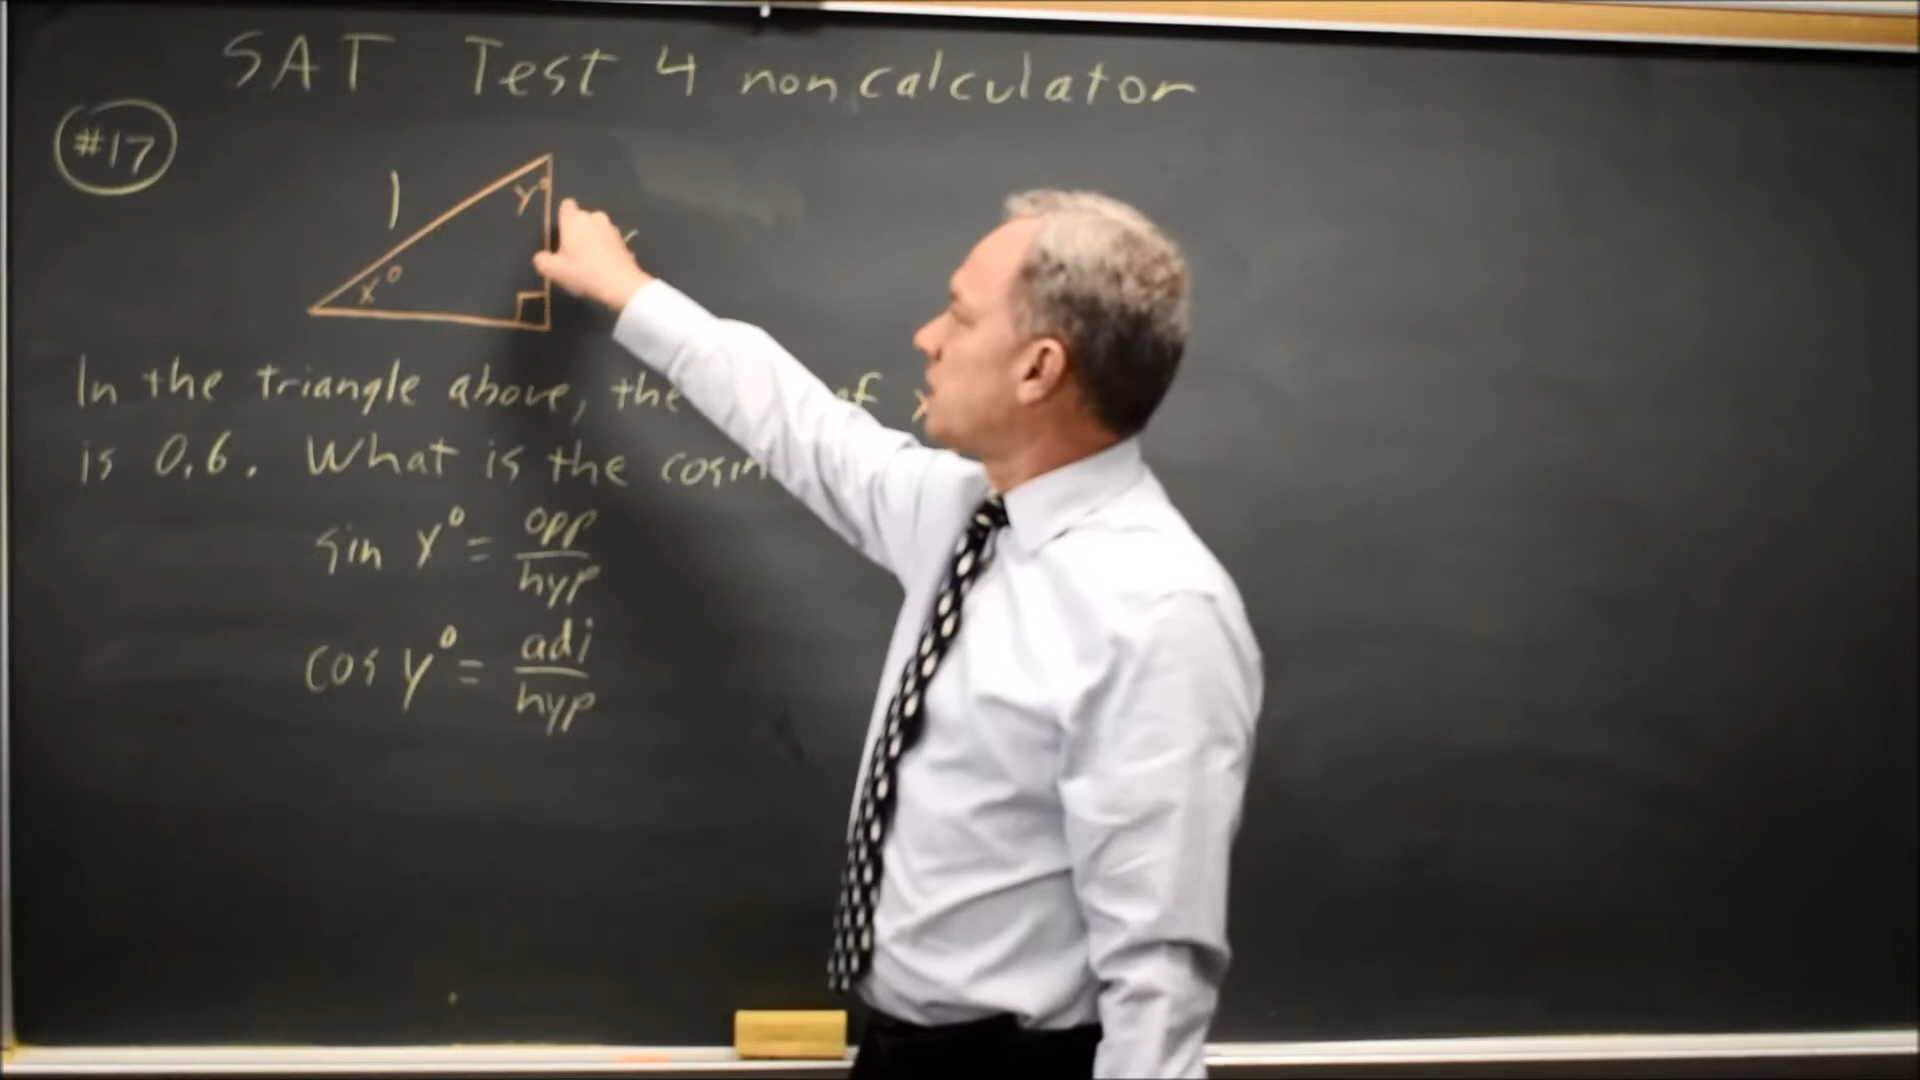 SAT Test 4 noncalculator
#17
1
y°
x°
In the triangle above, the of
is 0.6. What is the
sin x° = opp/hyp
cos y° = adj/hyp